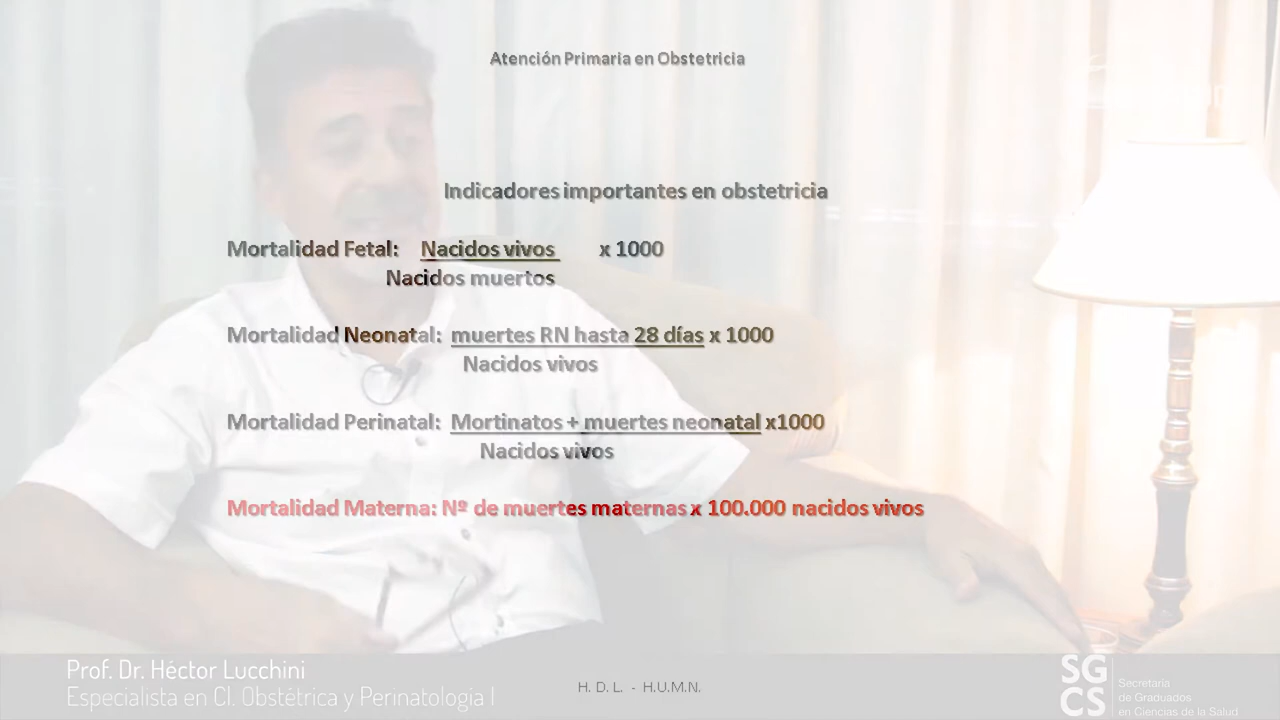 Atención Primaria en Obstetricia
Indicadores importantes en obstetricia
Mortalidad Fetal: Nacidos vivos x 1000
Nacidos muertos
Mortalidad Neonatal: muertes RN hasta 28 días x 1000
Nacidos vivos
Mortalidad Perinatal: Mortinatos + muertes neonatal x1000
Nacidos vivos
Mortalidad Materna: Nº de muertes maternas x 100.000 nacidos vivos
Prof. Dr. Héctor Lucchini
Especialista en Cl. Obstétrica y Perinatología I
H. D. L. - H.U.M.N.
SG
CS
Secretaría
de Graduados
en Ciencias de la Salud